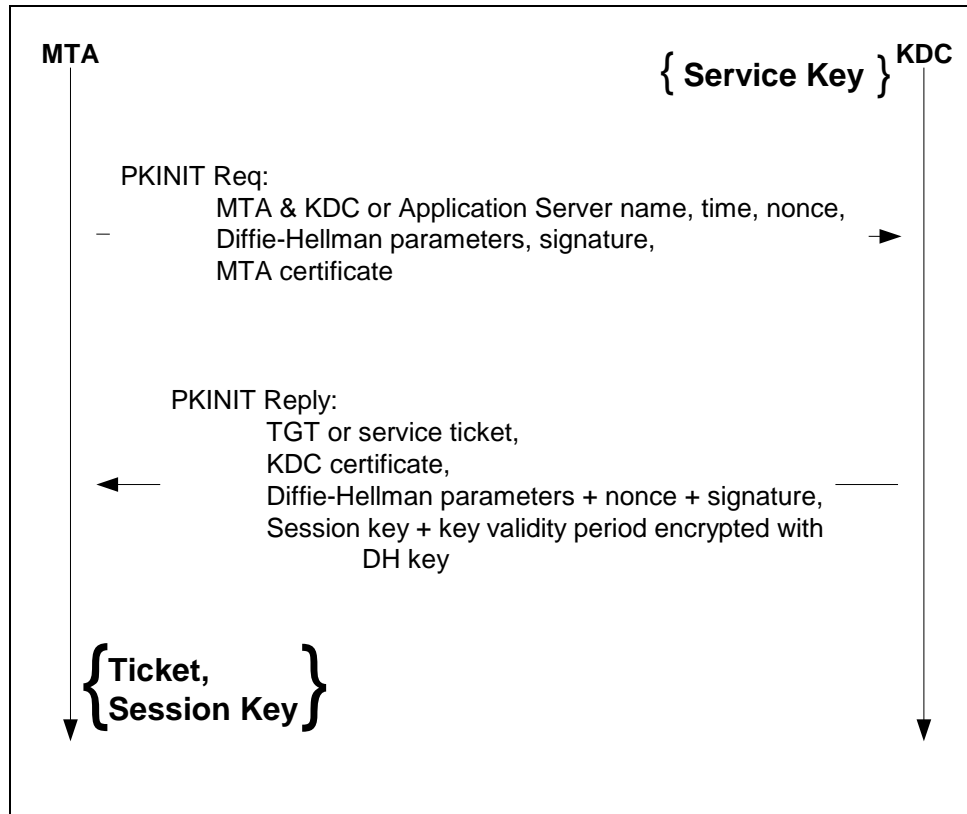 MTA
KDC
{ Service Key }
PKINIT Req:
MTA & KDC or Application Server name, time, nonce,
Diffie-Hellman parameters, signature,
MTA certificate
PKINIT Reply:
TGT or service ticket,
KDC certificate,
Diffie-Hellman parameters + nonce + signature,
Session key + key validity period encrypted with
DH key
{Ticket,
Session Key}